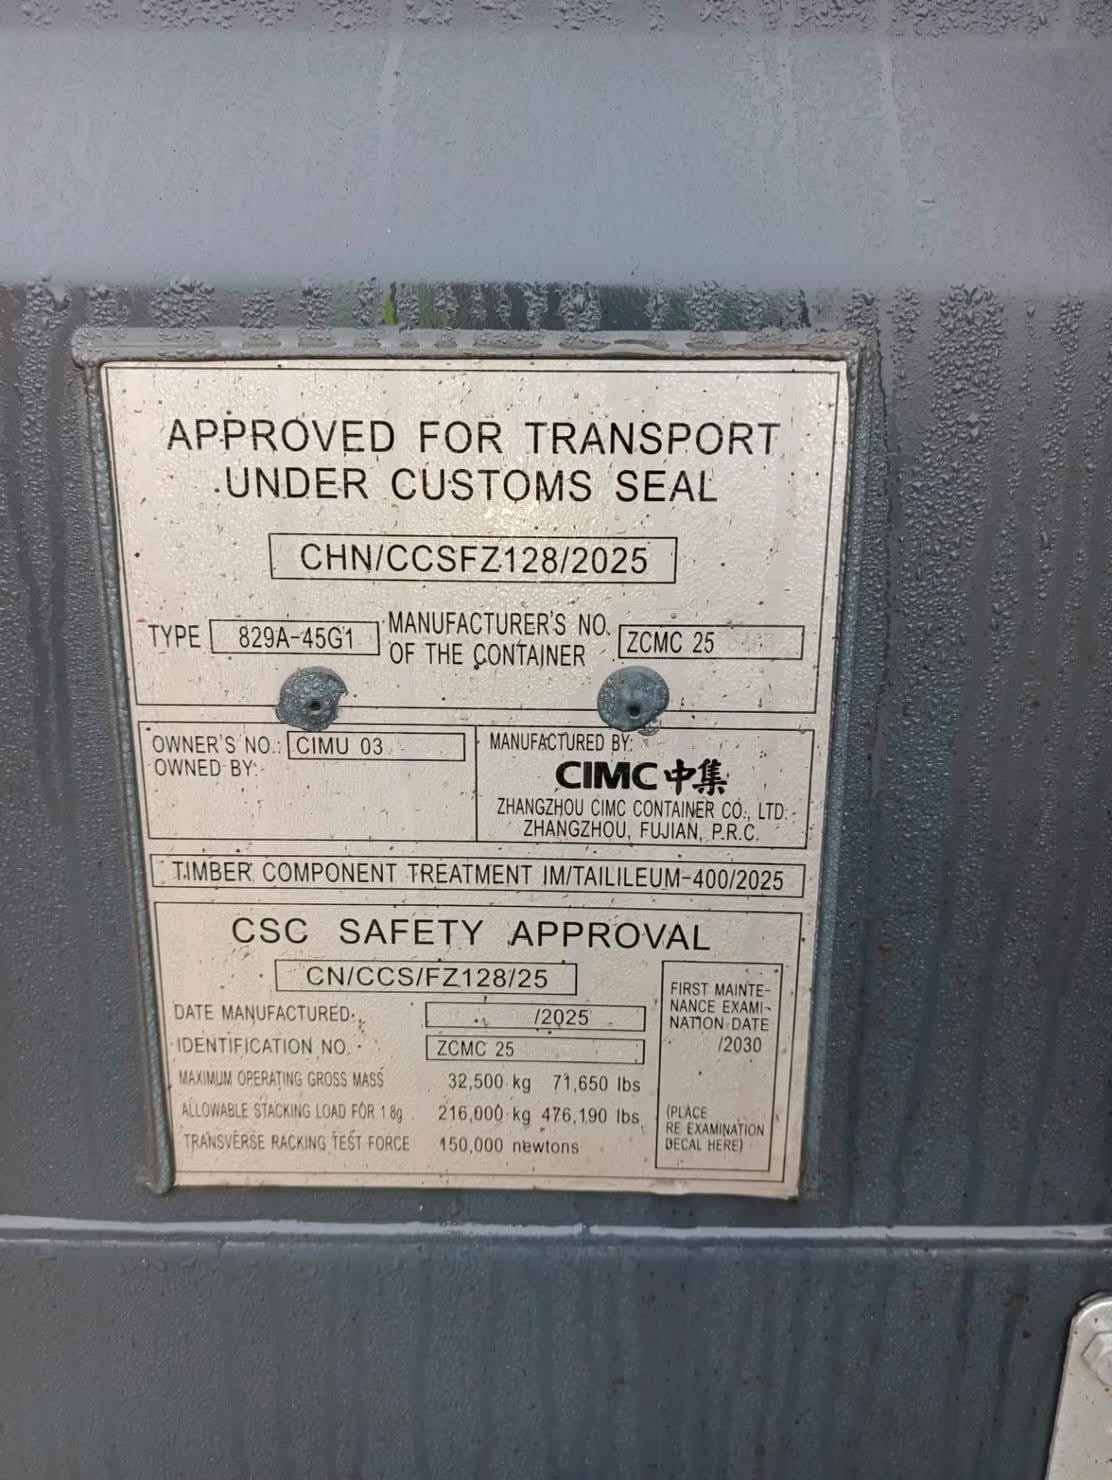 APPROVED FOR TRANSPORT
UNDER CUSTOMS SEAL
CHN/CCSFZ128/2025
TYPE 829A-45G1
MANUFACTURER'S NO.
OF THE CONTAINER
ZCMC 25
OWNER'S NO.: CIMU 03
OWNED BY:
MANUFACTURED BY:
CIMC中集
ZHANGZHOU CIMC CONTAINER CO., LTD.
ZHANGZHOU, FUJIAN, P.R.C.
TIMBER COMPONENT TREATMENT IM/TAILILEUM-400/2025
CSC SAFETY APPROVAL
CN/CCS/FZ128/25
DATE MANUFACTURED /2025
IDENTIFICATION NO. ZCMC 25
MAXIMUM OPERATING GROSS MASS 32,500 kg 71,650 lbs
ALLOWABLE STACKING LOAD FOR 1.8g 216,000 kg 476,190 lbs
TRANSVERSE RACKING TEST FORCE 150,000 newtons
FIRST MAINTE-
NANCE EXAMI-
NATION DATE
/2030
(PLACE
RE EXAMINATION
DECAL HERE)